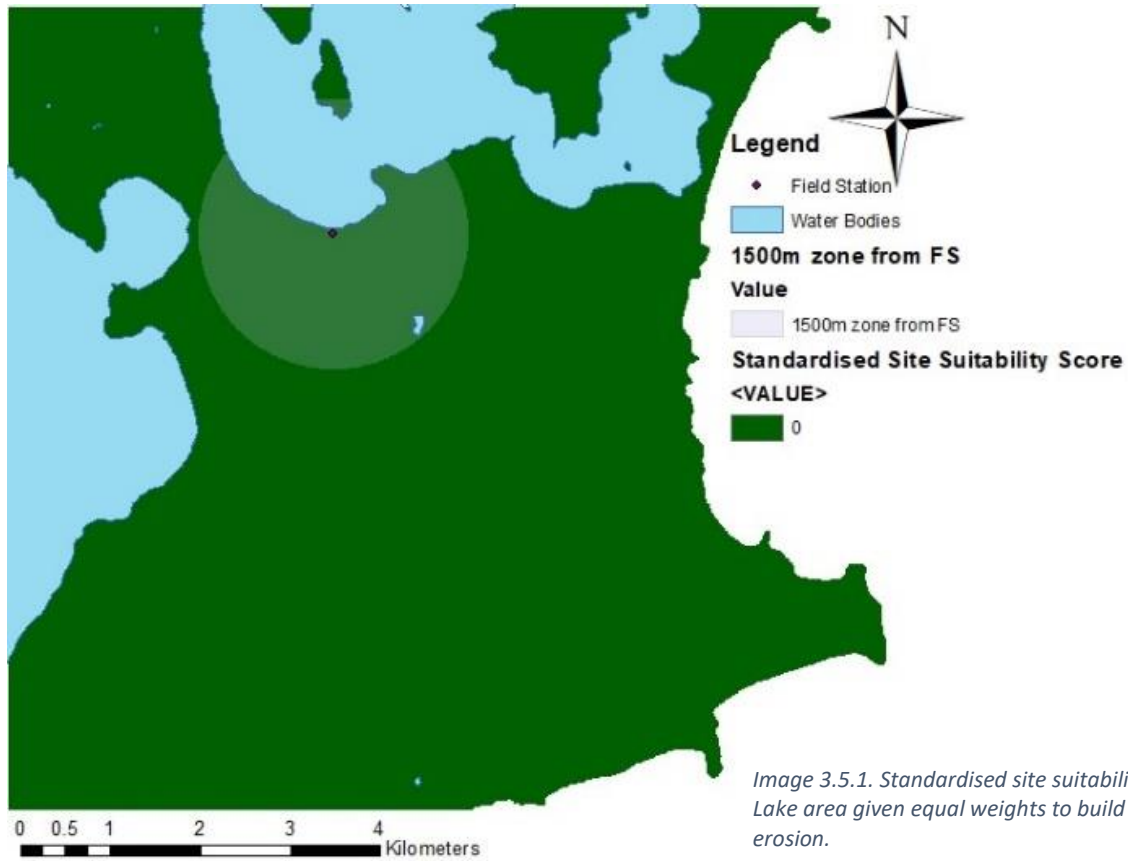 N
Legend
Field Station
Water Bodies
1500m zone from FS
Value
1500m zone from FS
Standardised Site Suitability Score
<VALUE>
0
0 0.5 1 2 3 4
Kilometers
Image 3.5.1. Standardised site
Lake area given equal weights to build
erosion.